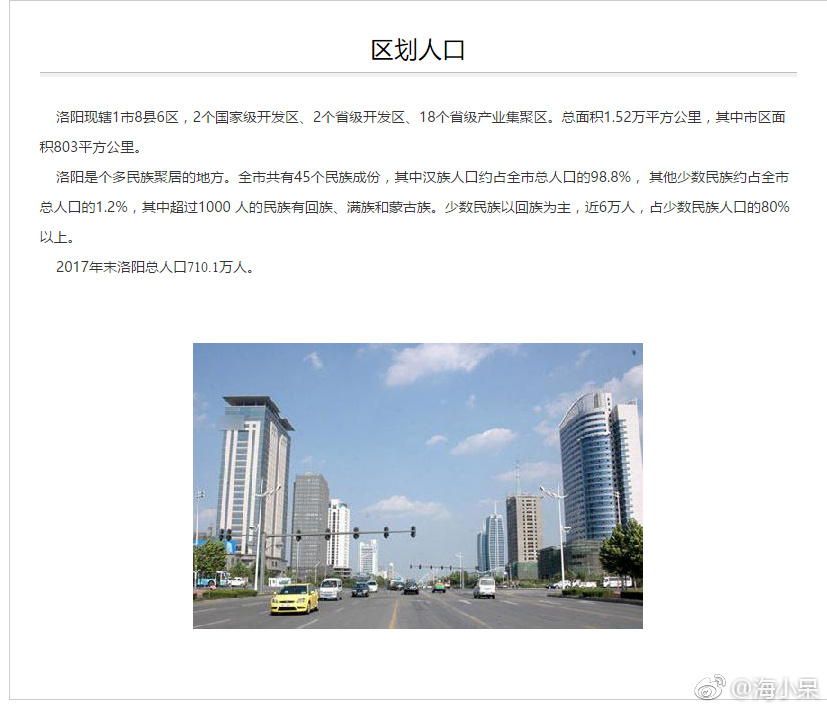 区划人口
洛阳现辖1市8县6区，2个国家级开发区、2个省级开发区、18个省级产业集聚区。总面积1.52万平方公里，其中市区面
积803平方公里。
洛阳是个多民族聚居的地方。全市共有45个民族成份，其中汉族人口约占全市总人口的98.8%， 其他少数民族约占全市
总人口的1.2%，其中超过1000 人的民族有回族、满族和蒙古族。少数民族以回族为主，近6万人，占少数民族人口的80%
以上。
2017年末洛阳总人口710.1万人。
@海小呆